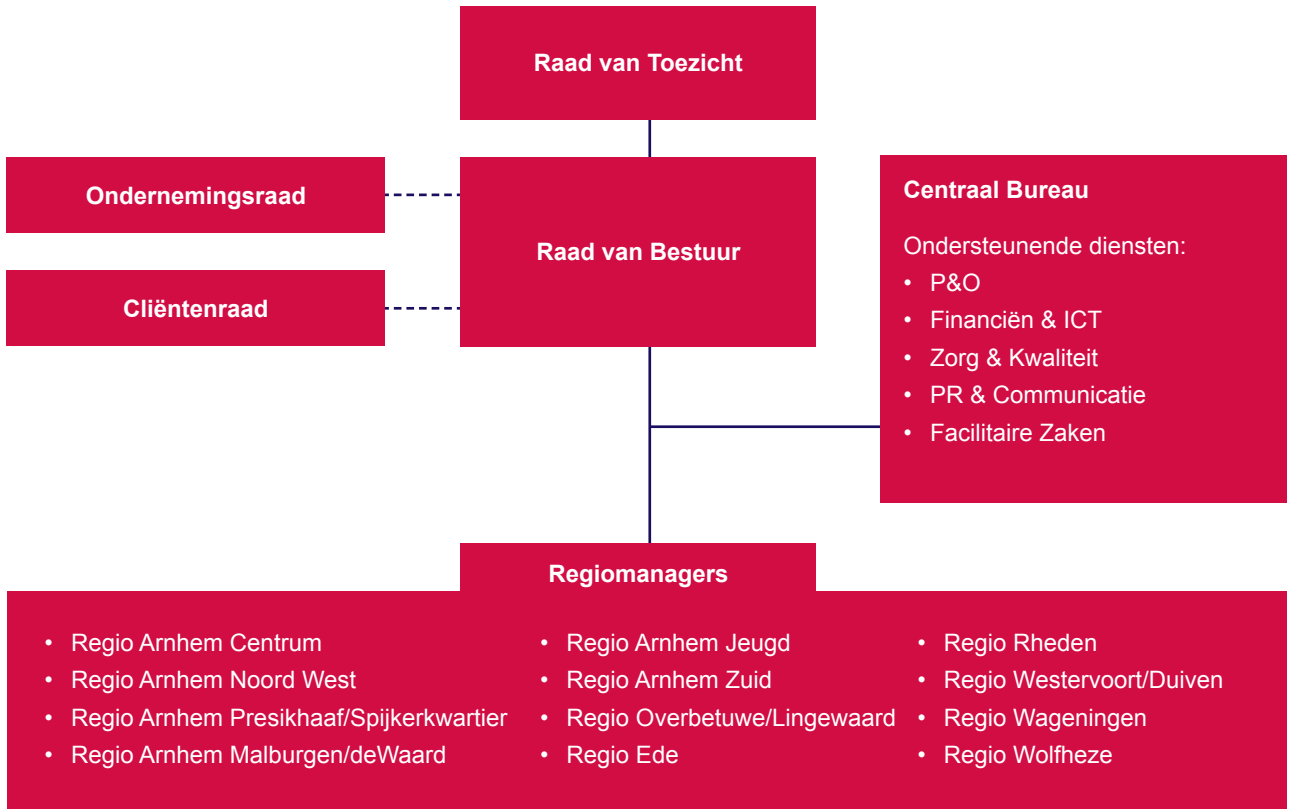 Raad van Toezicht
Ondernemingsraad
Cliëntenraad
Raad van Bestuur
Centraal Bureau
Ondersteunende diensten:
• P&O
• Financiën & ICT
• Zorg & Kwaliteit
• PR & Communicatie
• Facilitaire Zaken
Regiomanagers
• Regio Arnhem Centrum
• Regio Arnhem Noord West
• Regio Arnhem Presikhaaf/Spijkerkwartier
• Regio Arnhem Malburgen/deWaard
• Regio Arnhem Jeugd
• Regio Arnhem Zuid
• Regio Overbetuwe/Lingewaard
• Regio Ede
• Regio Rheden
• Regio Westervoort/Duiven
• Regio Wageningen
• Regio Wolfheze